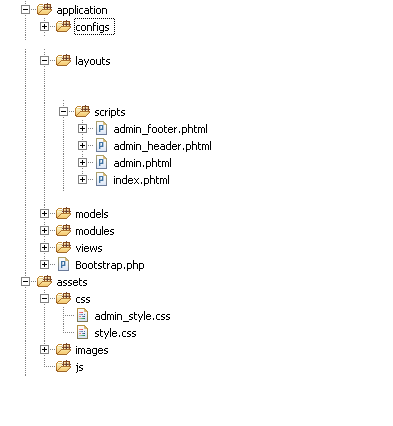 application
configs
layouts
scripts
admin_footer.phtml
admin_header.phtml
admin.phtml
index.phtml
models
modules
views
Bootstrap.php
assets
css
admin_style.css
style.css
images
js